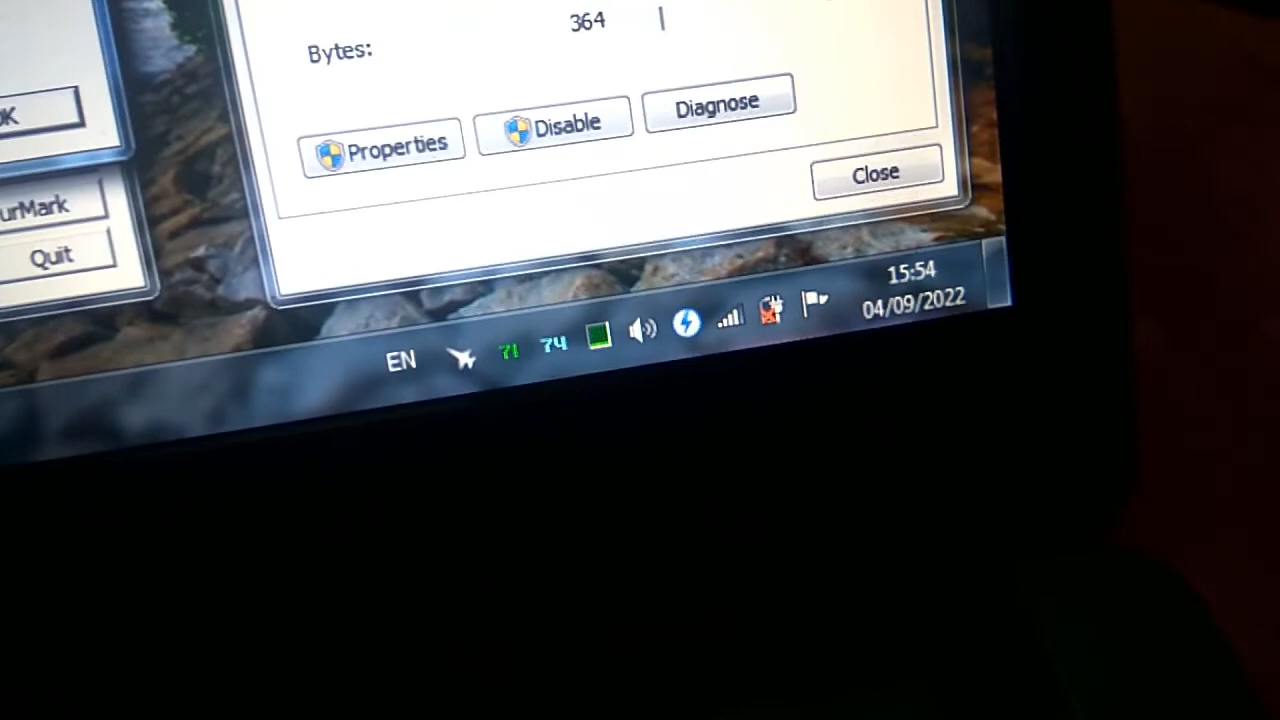 364
Bytes:
Properties
Disable
Diagnose
Close
Quit
EN
71
74
15:54
04/09/2022